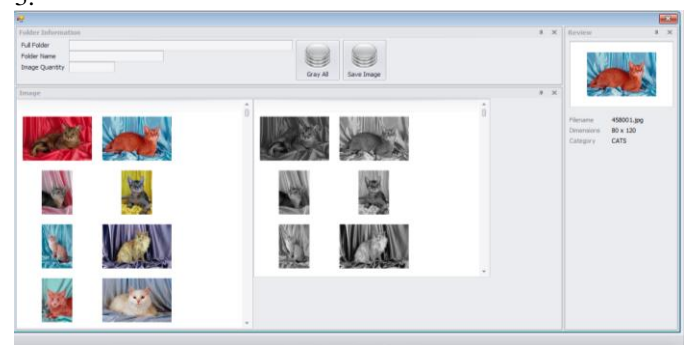 3.
Folder Information
Full Folder
Folder Name
Image Quantity
Gray All
Save Image
Image
Review
Filename 458001.jpg
Dimensions 80 x 120
Category CATS